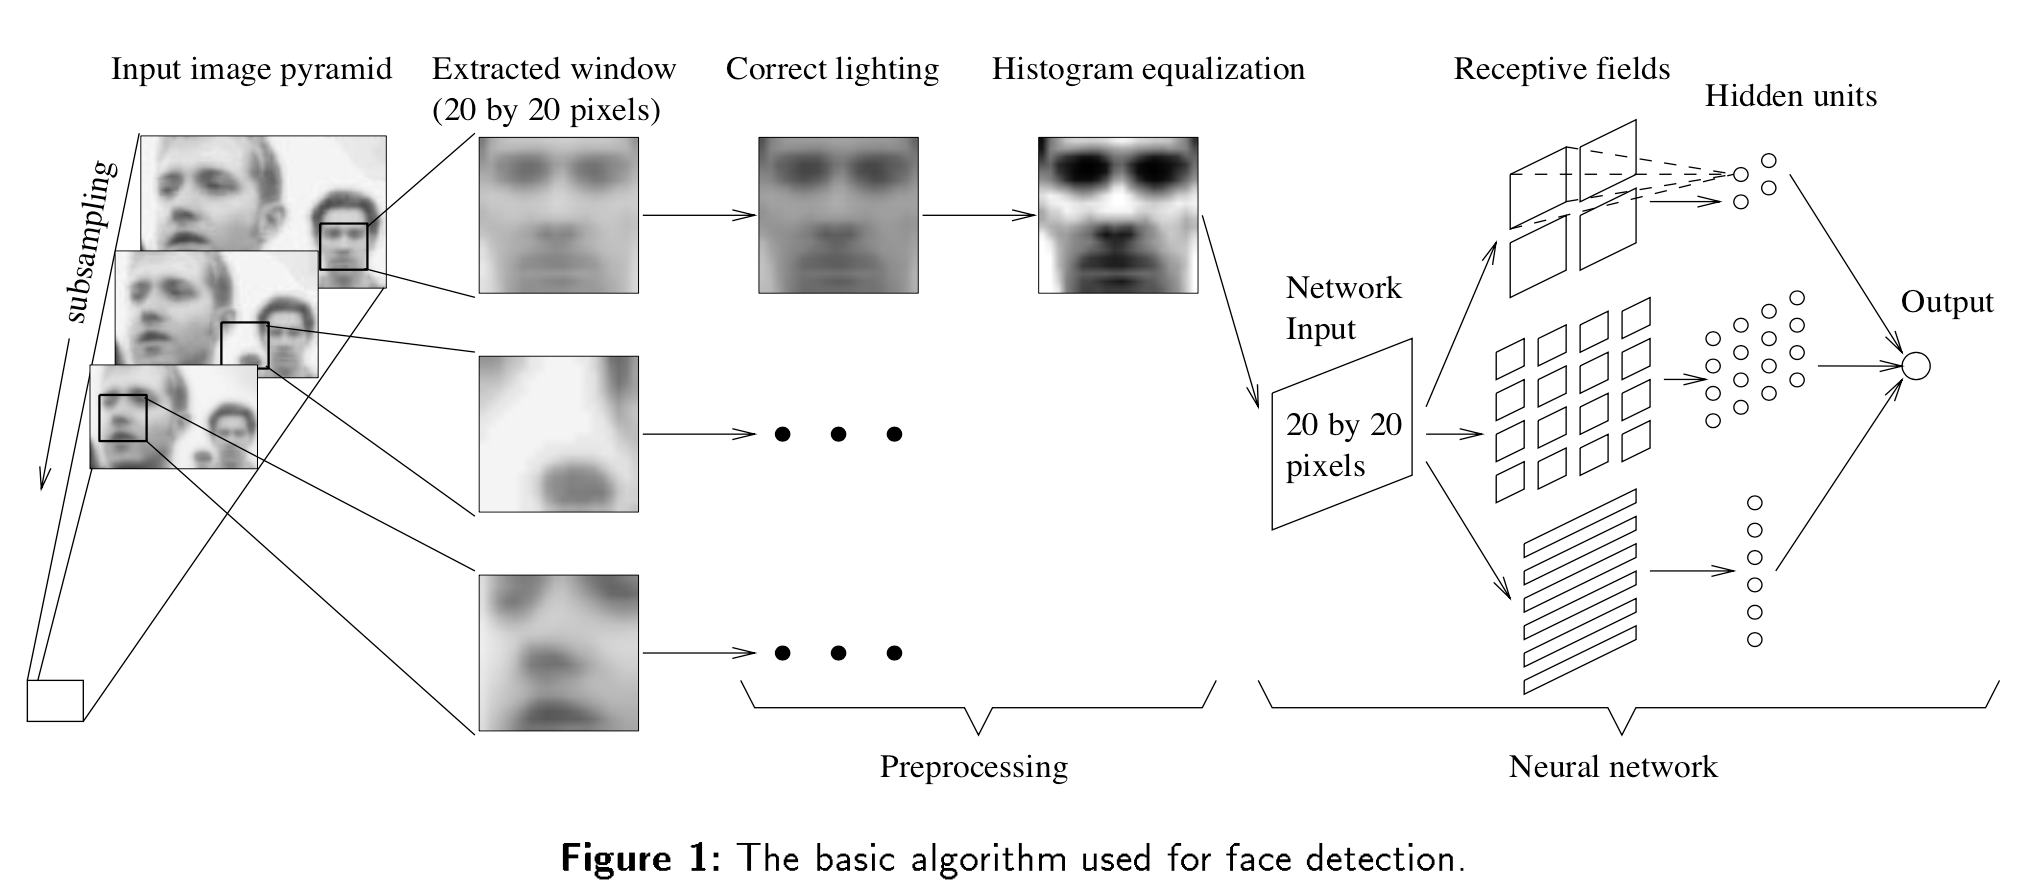 Input image pyramid
Extracted window
(20 by 20 pixels)
Correct lighting
Histogram equalization
Receptive fields
Hidden units
subsampling
Network
Input
20 by 20
pixels
Output
Preprocessing
Neural network
Figure 1: The basic algorithm used for face detection.